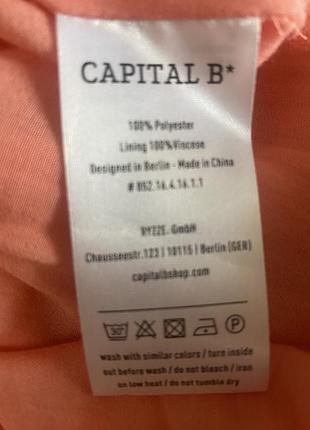 CAPITAL B*
100% Polyester
Lining 100% Viscose
Designed in Berlin - Made in China
# 052.16.4.16.1.1
RYZZE. GmbH
Chausseestr.123 | 10115 | Berlin (GER)
capitalbshop.com
30°
P
wash with similar colors / turn inside
out before wash / do not bleach / iron
on low heat / do not tumble dry